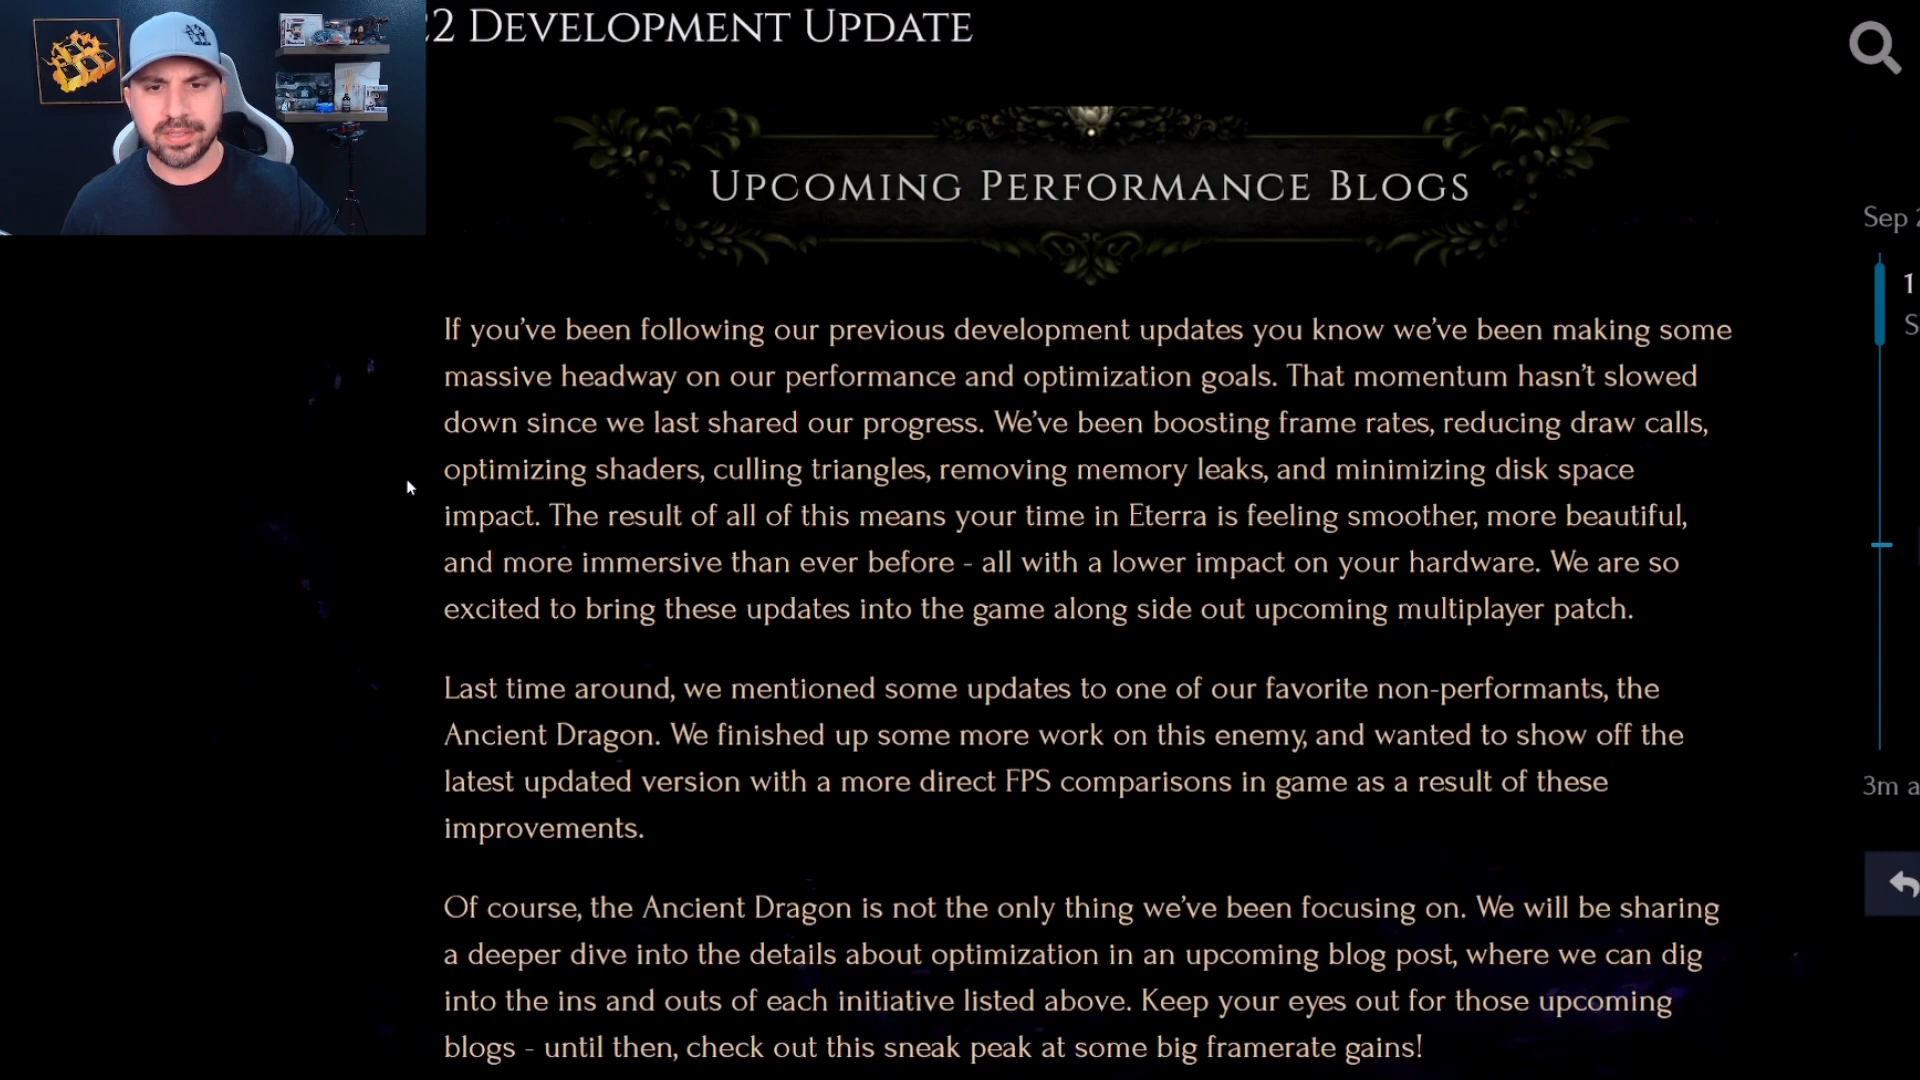 22 Development Update
Upcoming Performance Blogs
If you’ve been following our previous development updates you know we’ve been making some
massive headway on our performance and optimization goals. That momentum hasn’t slowed
down since we last shared our progress. We’ve been boosting frame rates, reducing draw calls,
optimizing shaders, culling triangles, removing memory leaks, and minimizing disk space
impact. The result of all of this means your time in Eterra is feeling smoother, more beautiful,
and more immersive than ever before - all with a lower impact on your hardware. We are so
excited to bring these updates into the game along side out upcoming multiplayer patch.
Last time around, we mentioned some updates to one of our favorite non-performants, the
Ancient Dragon. We finished up some more work on this enemy, and wanted to show off the
latest updated version with a more direct FPS comparisons in game as a result of these
improvements.
Of course, the Ancient Dragon is not the only thing we’ve been focusing on. We will be sharing
a deeper dive into the details about optimization in an upcoming blog post, where we can dig
into the ins and outs of each initiative listed above. Keep your eyes out for those upcoming
blogs - until then, check out this sneak peak at some big framerate gains!
Sep 2
1
S
3m a